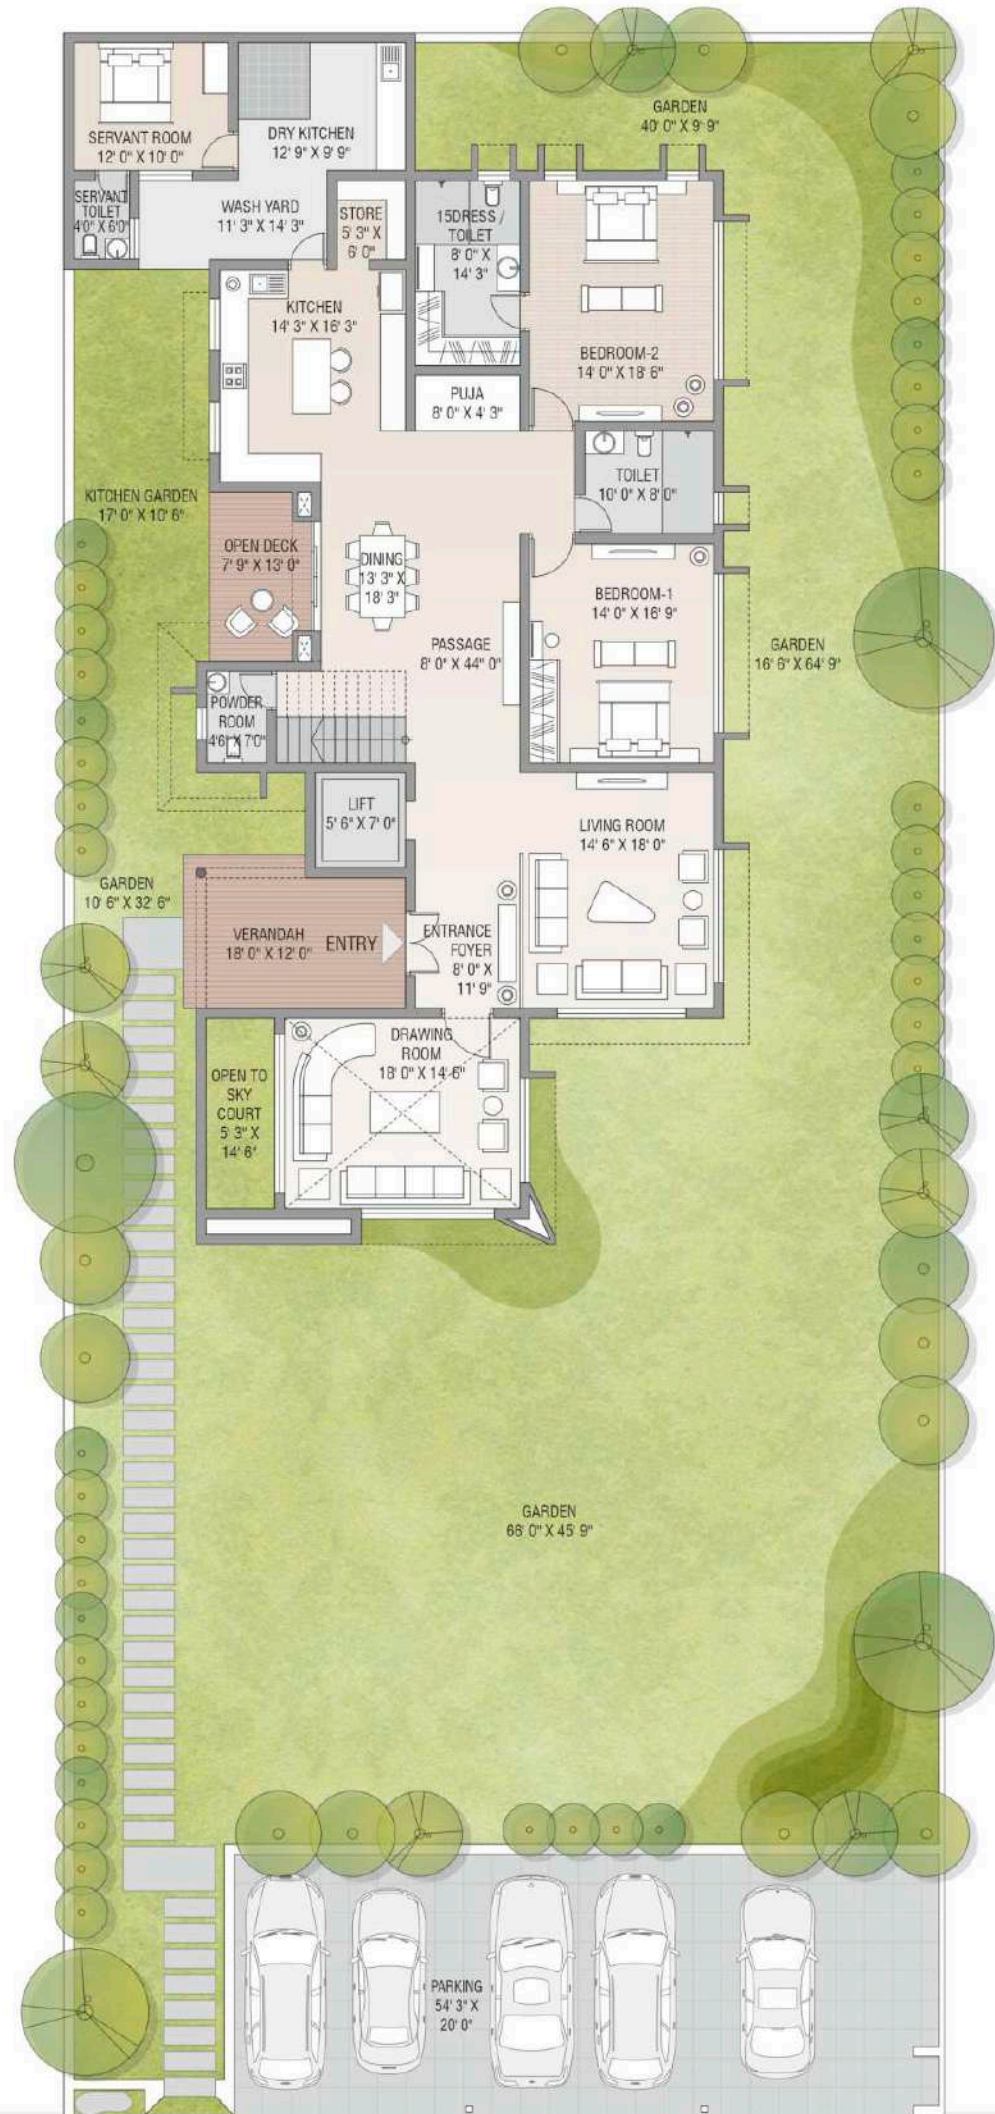 GARDEN
40' 0" X 9' 9"
SERVANT ROOM
12' 0" X 10' 0"
DRY KITCHEN
12' 9" X 9' 9"
SERVANT
TOILET
4'0" X 6'0"
WASH YARD
11' 3" X 14' 3"
STORE
5' 3" X
6' 0"
15DRESS /
TOILET
8' 0" X
14' 3"
KITCHEN
14' 3" X 16' 3"
BEDROOM-2
14' 0" X 18' 6"
PUJA
8' 0" X 4' 3"
TOILET
10' 0" X 8' 0"
KITCHEN GARDEN
17' 0" X 10' 6"
OPEN DECK
7' 9" X 13' 0"
DINING
13' 3" X
18' 3"
BEDROOM-1
14' 0" X 16' 9"
PASSAGE
8' 0" X 44" 0"
GARDEN
16' 6" X 64' 9"
POWDER
ROOM
4'6" X 7'0"
LIFT
5' 6" X 7' 0"
LIVING ROOM
14' 6" X 18' 0"
GARDEN
10' 6" X 32' 6"
VERANDAH
18' 0" X 12' 0"
ENTRY
ENTRANCE
FOYER
8' 0" X
11' 9"
DRAWING
ROOM
18' 0" X 14'-6"
OPEN TO
SKY
COURT
5' 3" X
14' 6"
GARDEN
66' 0" X 45' 9"
PARKING
54' 3" X
20' 0"